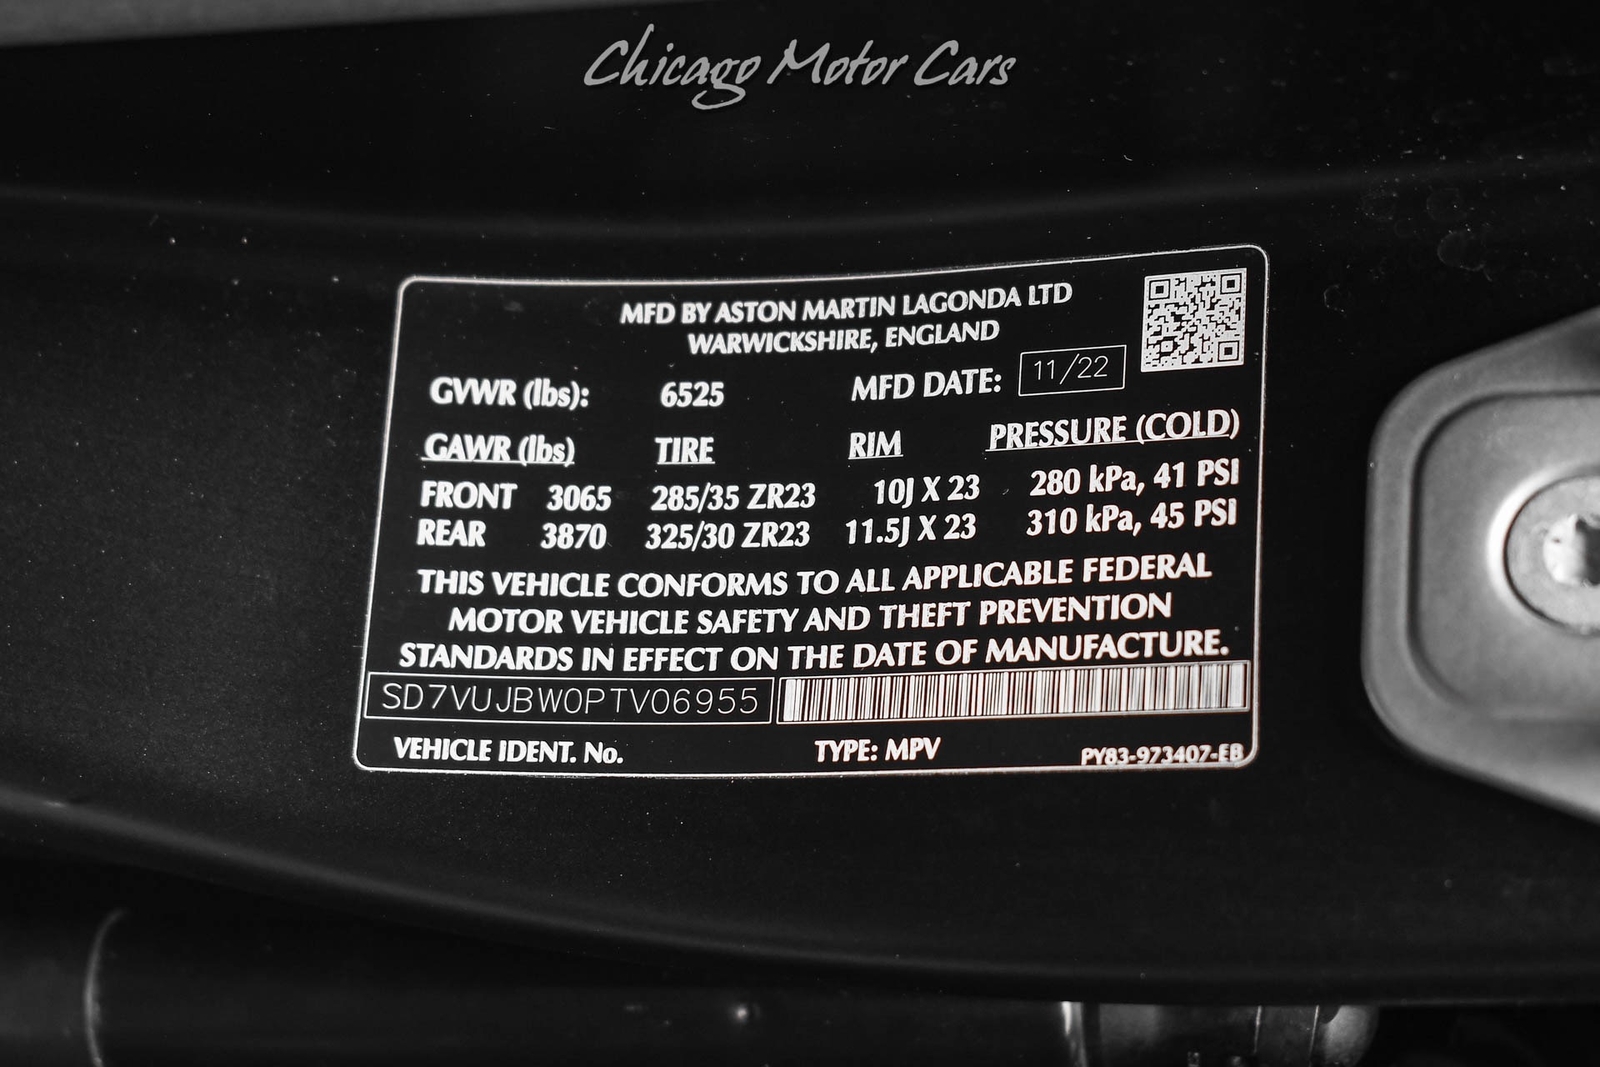 Chicago Motor Cars
MFD BY ASTON MARTIN LAGONDA LTD
WARWICKSHIRE, ENGLAND
GVWR (lbs): 6525 MFD DATE: 11/22
GAWR (lbs) TIRE RIM PRESSURE (COLD)
FRONT 3065 285/35 ZR23 10J X 23 280 kPa, 41 PSI
REAR 3870 325/30 ZR23 11.5J X 23 310 kPa, 45 PSI
THIS VEHICLE CONFORMS TO ALL APPLICABLE FEDERAL
MOTOR VEHICLE SAFETY AND THEFT PREVENTION
STANDARDS IN EFFECT ON THE DATE OF MANUFACTURE.
SD7VUJBW0PTV06955
VEHICLE IDENT. No. TYPE: MPV PY83-973407-EB